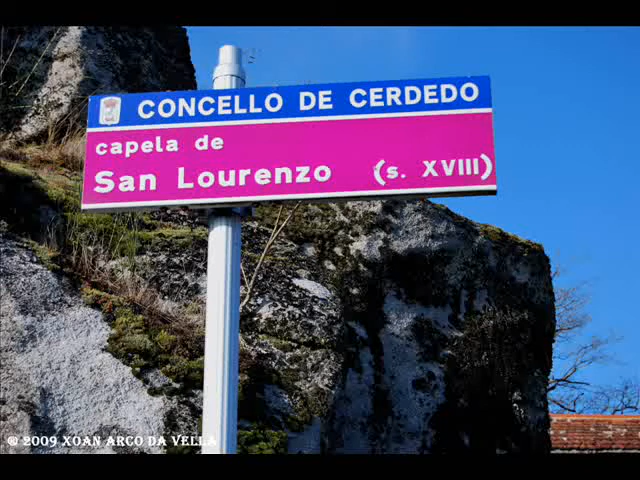 CONCELLO DE CERDEDO
capela de
San Lourenzo (s. XVIII)
© 2009 XOAN ARCO DA VELLA